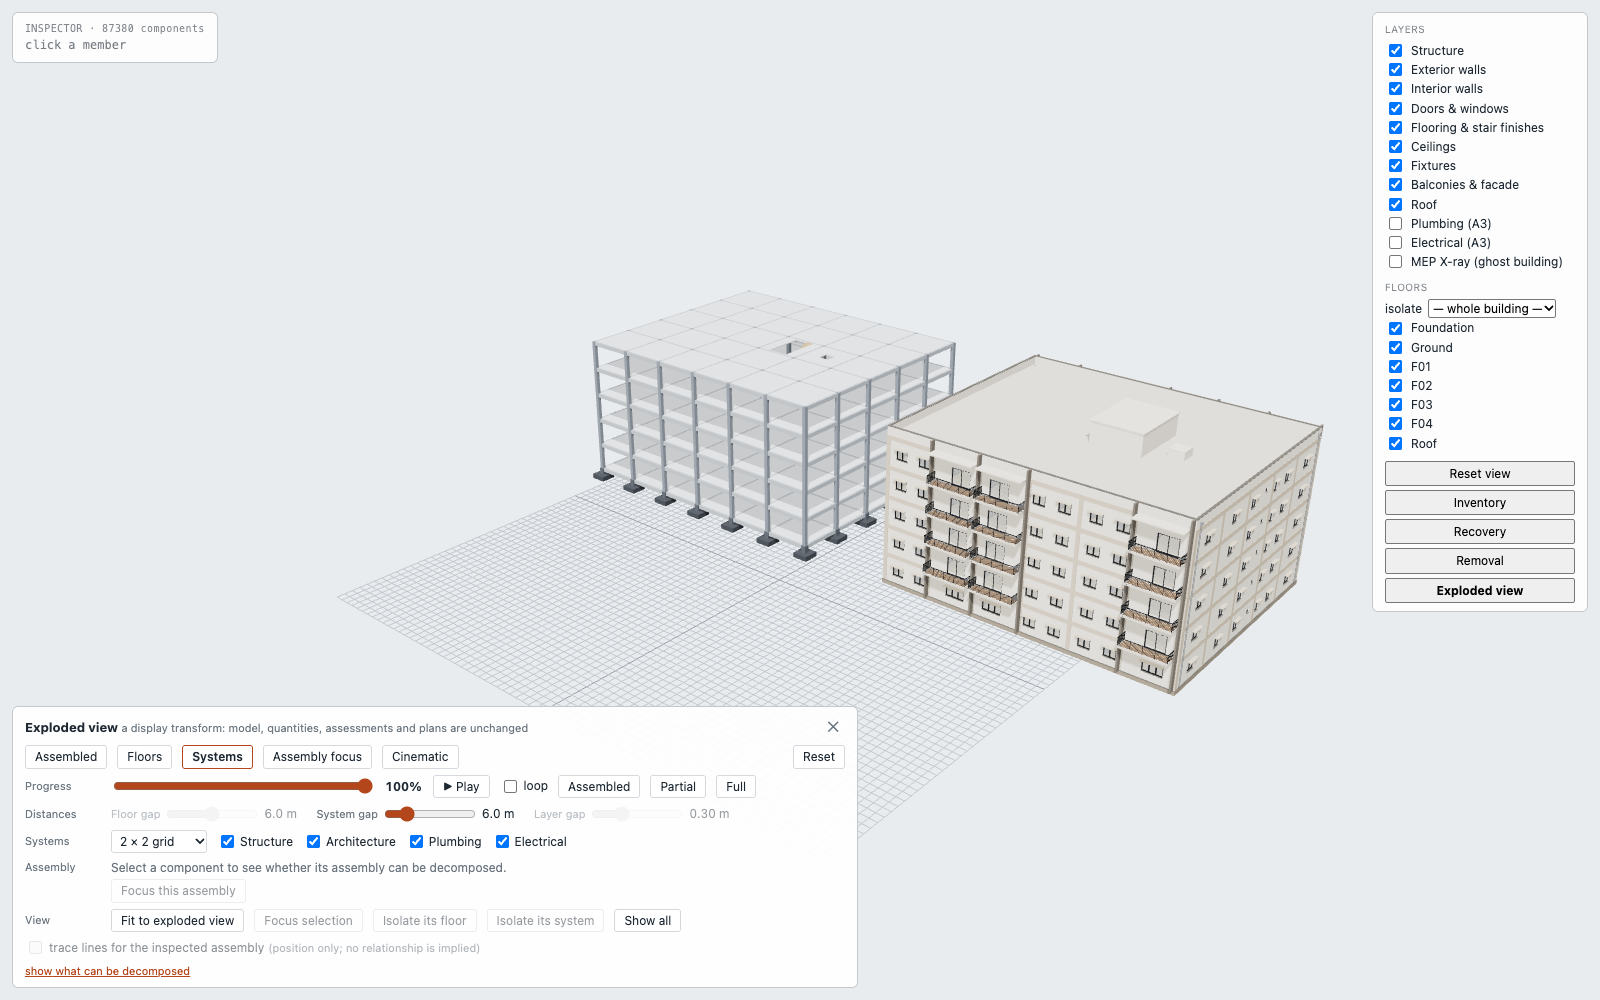 INSPECTOR · 87380 components
click a member
LAYERS
Structure
Exterior walls
Interior walls
Doors & windows
Flooring & stair finishes
Ceilings
Fixtures
Balconies & facade
Roof
Plumbing (A3)
Electrical (A3)
MEP X-ray (ghost building)
FLOORS
isolate — whole building —
Foundation
Ground
F01
F02
F03
F04
Roof
Reset view
Inventory
Recovery
Removal
Exploded view
Exploded view a display transform: model, quantities, assessments and plans are unchanged
Assembled Floors Systems Assembly focus Cinematic Reset
Progress 100% ▶ Play loop Assembled Partial Full
Distances Floor gap 6.0 m System gap 6.0 m Layer gap 0.30 m
Systems 2 × 2 grid Structure Architecture Plumbing Electrical
Assembly Select a component to see whether its assembly can be decomposed.
Focus this assembly
View Fit to exploded view Focus selection Isolate its floor Isolate its system Show all
trace lines for the inspected assembly (position only; no relationship is implied)
show what can be decomposed